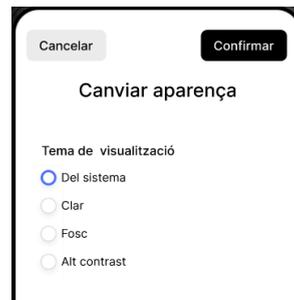 Cancelar Confirmar
Canviar aparença
Tema de visualització
Del sistema
Clar
Fosc
Alt contrast